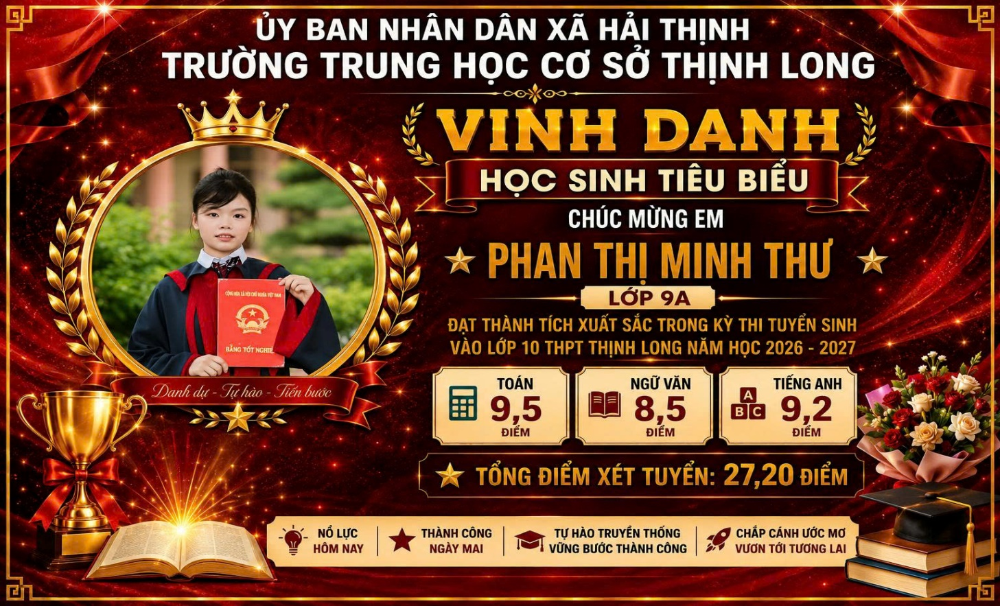 ỦY BAN NHÂN DÂN XÃ HẢI THỊNH
TRƯỜNG TRUNG HỌC CƠ SỞ THỊNH LONG
VINH DANH
HỌC SINH TIÊU BIỂU
CHÚC MỪNG EM
PHAN THỊ MINH THƯ
LỚP 9A
ĐẠT THÀNH TÍCH XUẤT SẮC TRONG KỲ THI TUYỂN SINH
VÀO LỚP 10 THPT THỊNH LONG NĂM HỌC 2026 - 2027
CỘNG HÒA XÃ HỘI CHỦ NGHĨA VIỆT NAM
BẰNG TỐT NGHIỆ
Danh dự - Tự hào - Tiến bước
TOÁN
9,5
ĐIỂM
NGỮ VĂN
8,5
ĐIỂM
A
B C
TIẾNG ANH
9,2
ĐIỂM
TỔNG ĐIỂM XÉT TUYỂN: 27,20 ĐIỂM
NỔ LỰC
HÔM NAY
THÀNH CÔNG
NGÀY MAI
TỰ HÀO TRUYỀN THỐNG
VỮNG BƯỚC THÀNH CÔNG
CHẮP CÁNH ƯỚC MƠ
VƯƠN TỚI TƯƠNG LAI